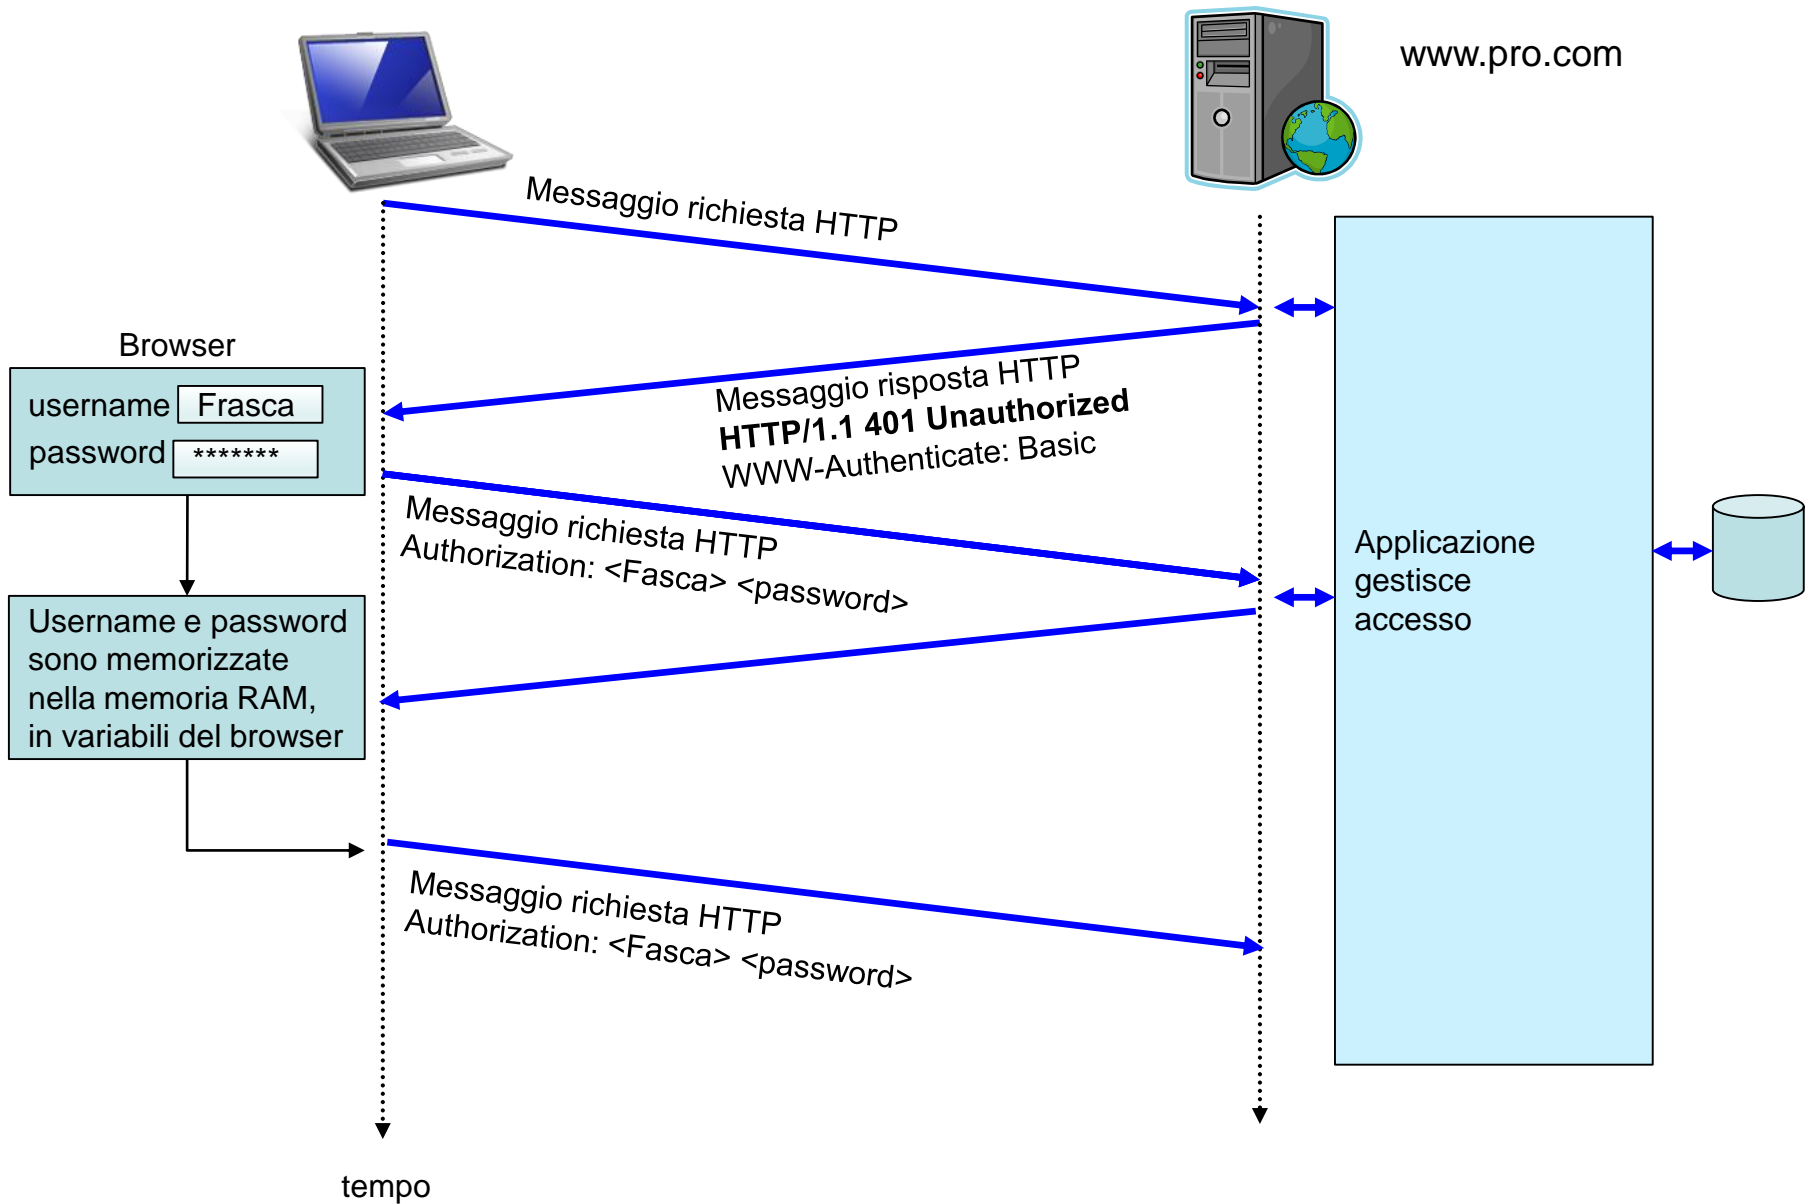 www.pro.com
Messaggio richiesta HTTP
Browser
username Frasca
password *******
Messaggio risposta HTTP
HTTP/1.1 401 Unauthorized
WWW-Authenticate: Basic
Messaggio richiesta HTTP
Authorization: <Fasca> <password>
Applicazione
gestisce
accesso
Username e password
sono memorizzate
nella memoria RAM,
in variabili del browser
Messaggio richiesta HTTP
Authorization: <Fasca> <password>
tempo